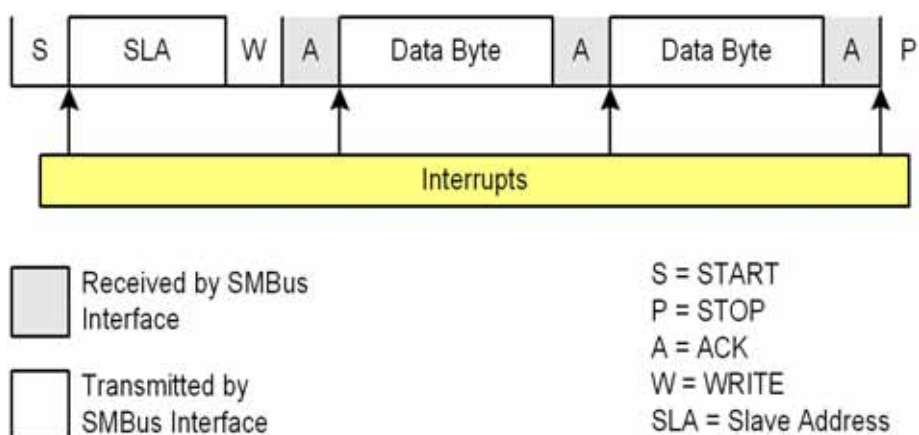 S SLA W A Data Byte A Data Byte A P
Interrupts
Received by SMBus
Interface
Transmitted by
SMBus Interface
S = START
P = STOP
A = ACK
W = WRITE
SLA = Slave Address